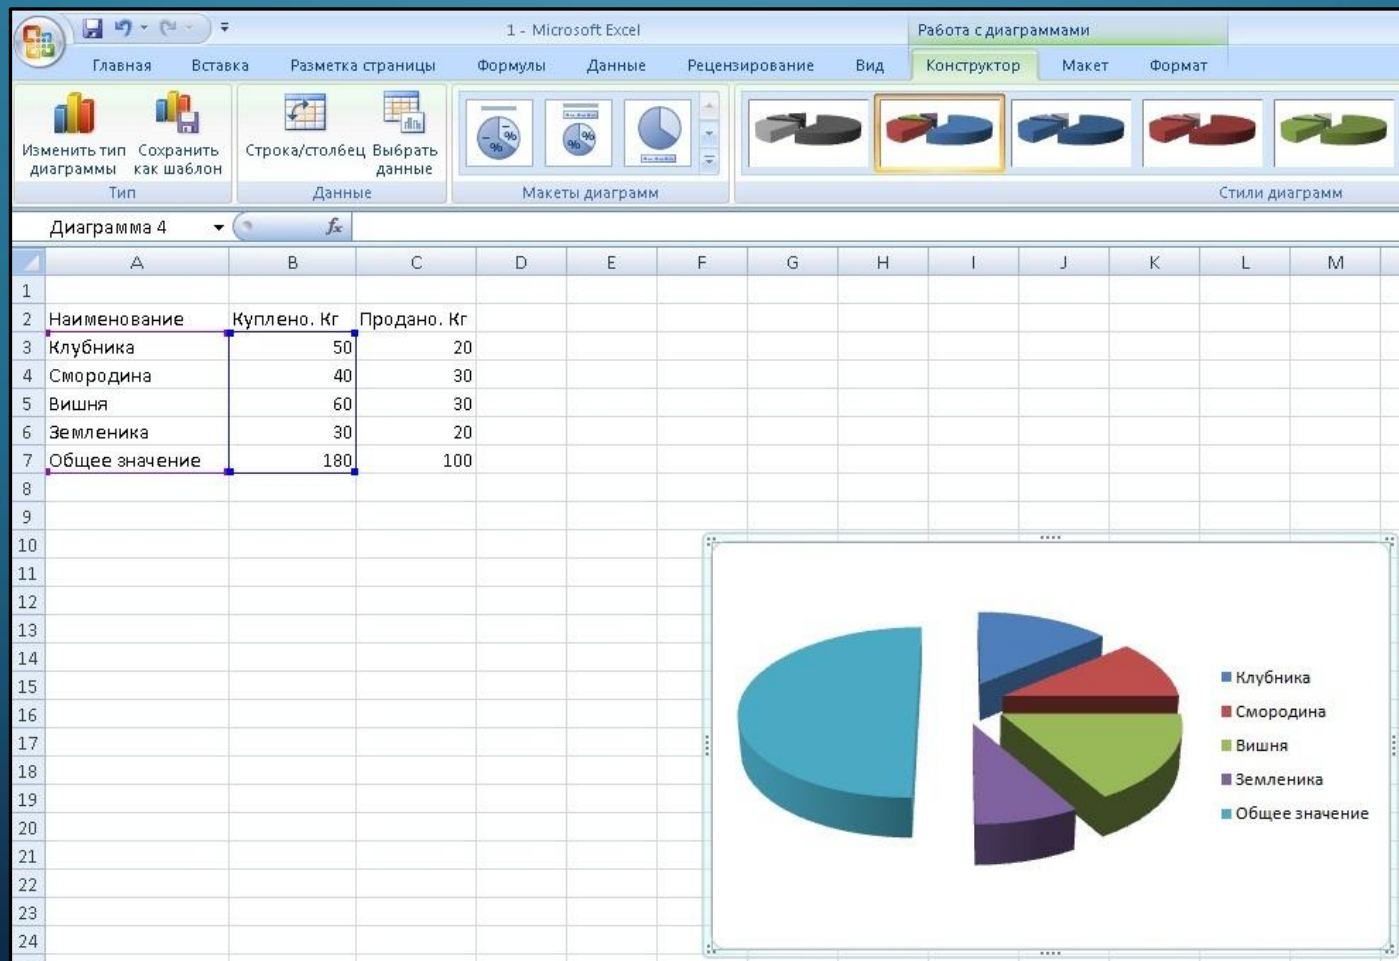 1 - Microsoft Excel
Работа с диаграммами
Главная Вставка Разметка страницы Формулы Данные Рецензирование Вид Конструктор Макет Формат
Изменить тип диаграммы
Сохранить как шаблон
Строка/столбец
Выбрать данные
Тип Данные Макеты диаграмм Стили диаграмм
Диаграмма 4 fx
A B C D E F G H I J K L M
1
2 Наименование Куплено. Кг Продано. Кг
3 Клубника 50 20
4 Смородина 40 30
5 Вишня 60 30
6 Земленика 30 20
7 Общее значение 180 100
8
9
10
11
12
13
14
15
16
17
18
19
20
21
22
23
24
Клубника
Смородина
Вишня
Земленика
Общее значение